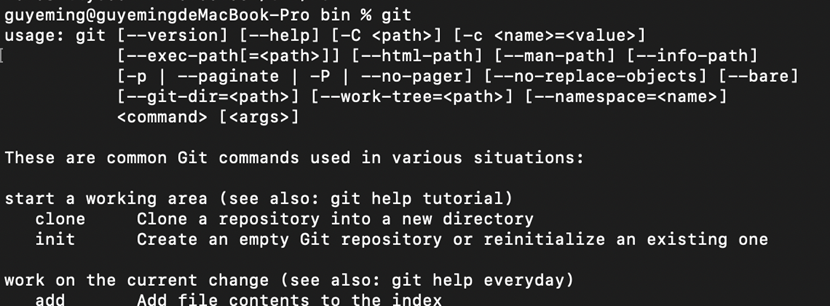 guyeming@guyemingdeMacBook-Pro bin % git
usage: git [--version] [--help] [-C <path>] [-c <name>=<value>]
           [--exec-path[=<path>]] [--html-path] [--man-path] [--info-path]
           [-p | --paginate | -P | --no-pager] [--no-replace-objects] [--bare]
           [--git-dir=<path>] [--work-tree=<path>] [--namespace=<name>]
           <command> [<args>]
These are common Git commands used in various situations:
start a working area (see also: git help tutorial)
   clone     Clone a repository into a new directory
   init      Create an empty Git repository or reinitialize an existing one
work on the current change (see also: git help everyday)
   add       Add file contents to the index